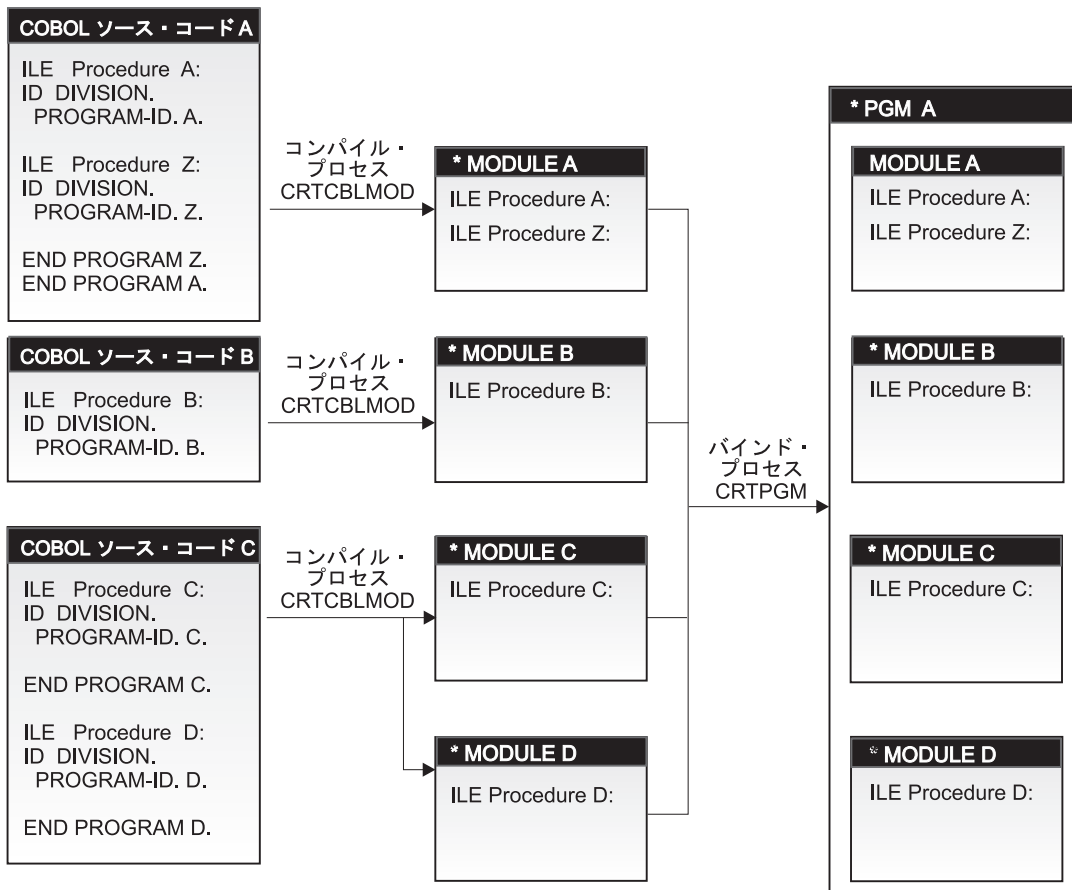 COBOL ソース・コード A
ILE Procedure A:
ID DIVISION.
PROGRAM-ID. A.
ILE Procedure Z:
ID DIVISION.
PROGRAM-ID. Z.
END PROGRAM Z.
END PROGRAM A.
コンパイル・
プロセス
CRTCBLMOD
* MODULE A
ILE Procedure A:
ILE Procedure Z:
COBOL ソース・コード B
ILE Procedure B:
ID DIVISION.
PROGRAM-ID. B.
コンパイル・
プロセス
CRTCBLMOD
* MODULE B
ILE Procedure B:
COBOL ソース・コード C
ILE Procedure C:
ID DIVISION.
PROGRAM-ID. C.
END PROGRAM C.
ILE Procedure D:
ID DIVISION.
PROGRAM-ID. D.
END PROGRAM D.
コンパイル・
プロセス
CRTCBLMOD
* MODULE C
ILE Procedure C:
* MODULE D
ILE Procedure D:
バインド・
プロセス
CRTPGM
* PGM A
MODULE A
ILE Procedure A:
ILE Procedure Z:
* MODULE B
ILE Procedure B:
* MODULE C
ILE Procedure C:
* MODULE D
ILE Procedure D: